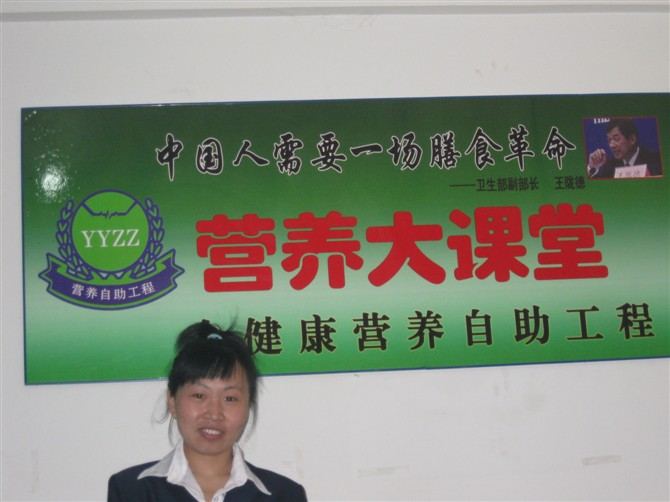 中国人需要一场膳食革命
——卫生部副部长 王陇德
YYZZ
营养自助工程
营养大课堂
健康营养自助工程